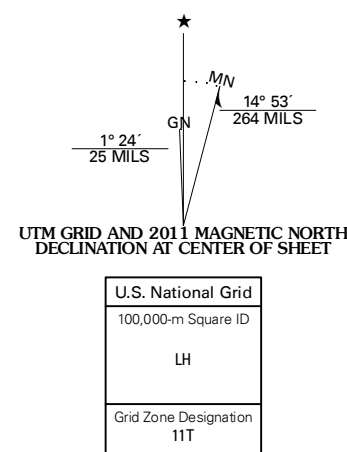 ★
MN
GN
14° 53´
264 MILS
1° 24´
25 MILS
UTM GRID AND 2011 MAGNETIC NORTH
DECLINATION AT CENTER OF SHEET
U.S. National Grid
100,000-m Square ID
LH
Grid Zone Designation
11T